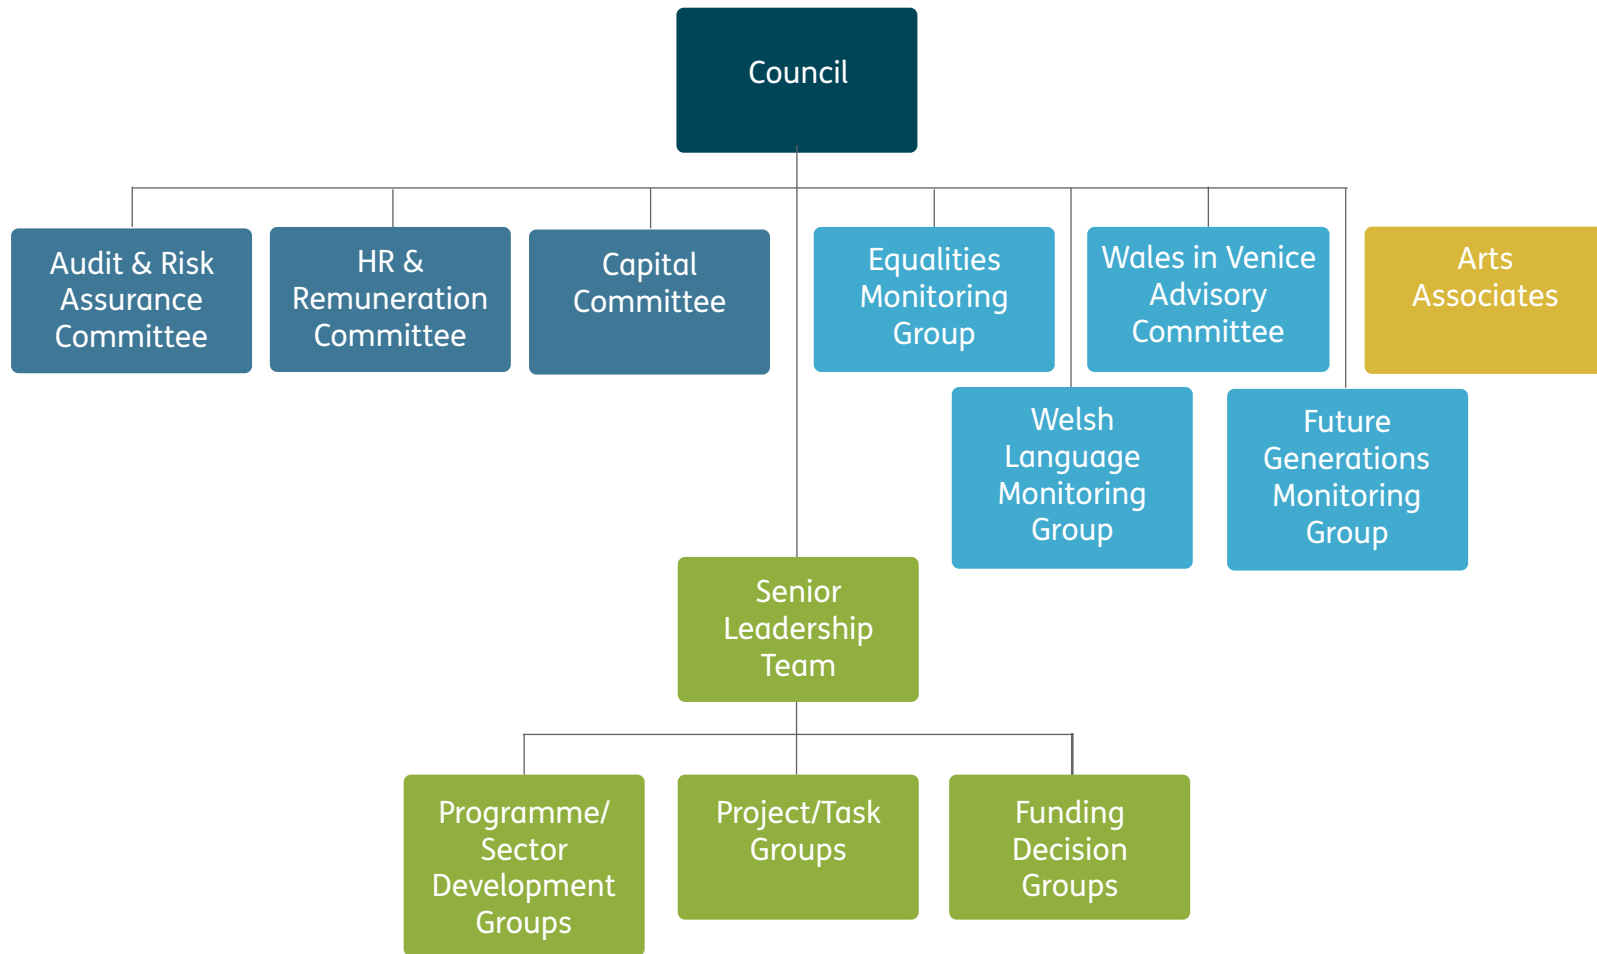 Council
Audit & Risk
Assurance
Committee
HR &
Remuneration
Committee
Capital
Committee
Equalities
Monitoring
Group
Wales in Venice
Advisory
Committee
Arts
Associates
Welsh
Language
Monitoring
Group
Future
Generations
Monitoring
Group
Senior
Leadership
Team
Programme/
Sector
Development
Groups
Project/Task
Groups
Funding
Decision
Groups